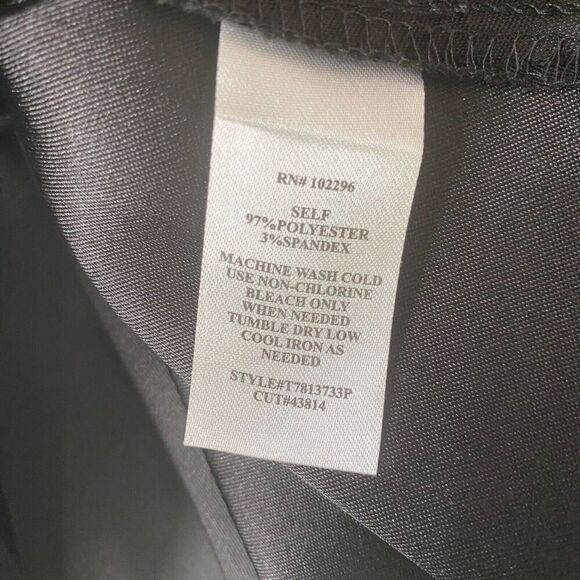 RN# 102296
SELF
97%POLYESTER
3%SPANDEX
MACHINE WASH COLD
USE NON-CHLORINE
BLEACH ONLY
WHEN NEEDED
TUMBLE DRY LOW
COOL IRON AS
NEEDED
STYLE#T7813733P
CUT#43814